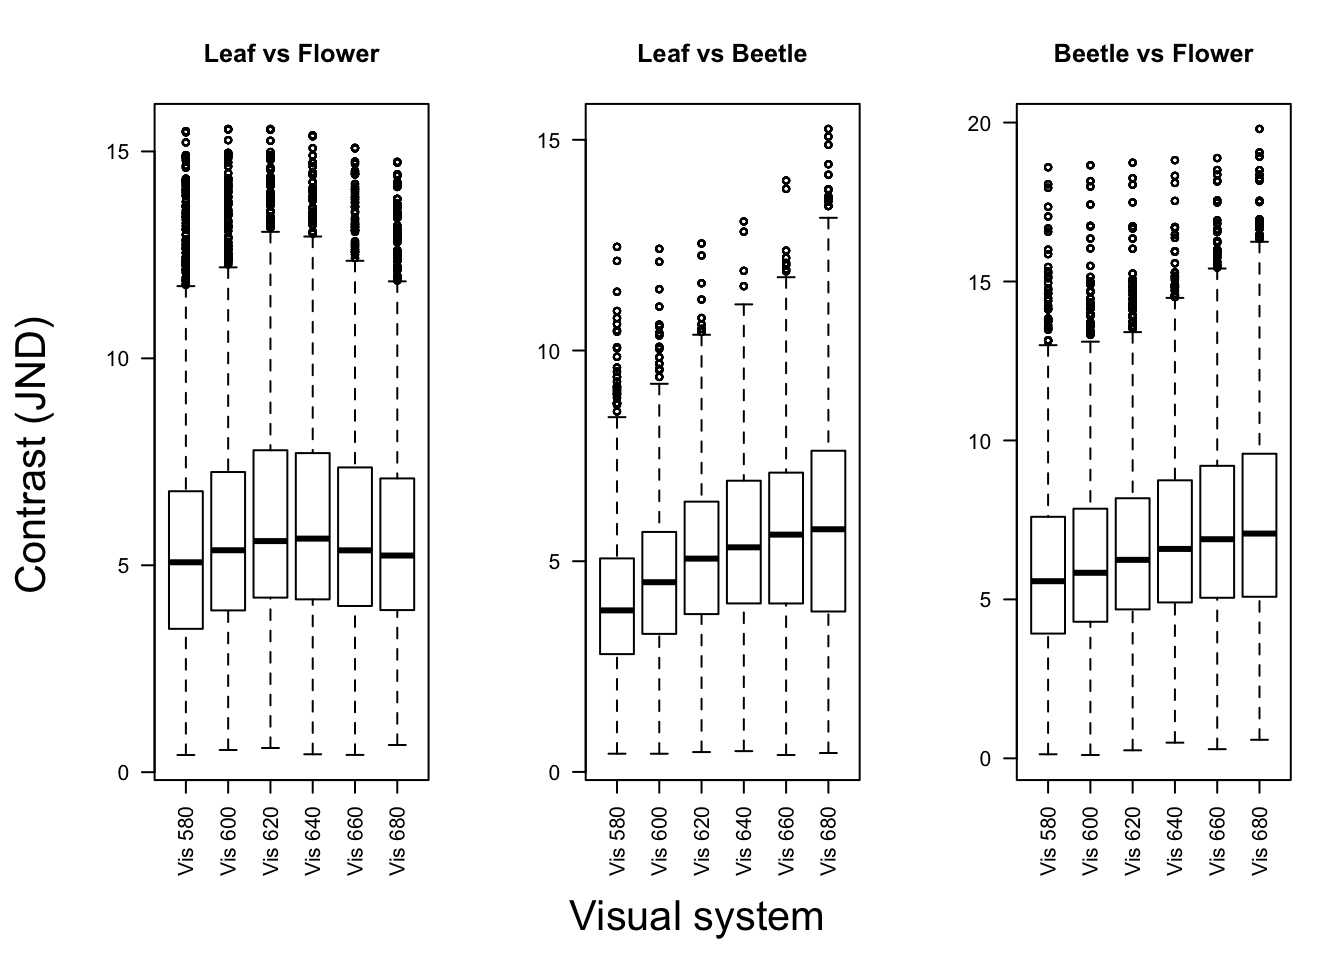 Leaf vs Flower
Leaf vs Beetle
Beetle vs Flower
Contrast (JND)
15
10
5
0
Vis 580
Vis 600
Vis 620
Vis 640
Vis 660
Vis 680
15
10
5
0
Vis 580
Vis 600
Vis 620
Vis 640
Vis 660
Vis 680
20
15
10
5
0
Vis 580
Vis 600
Vis 620
Vis 640
Vis 660
Vis 680
Visual system